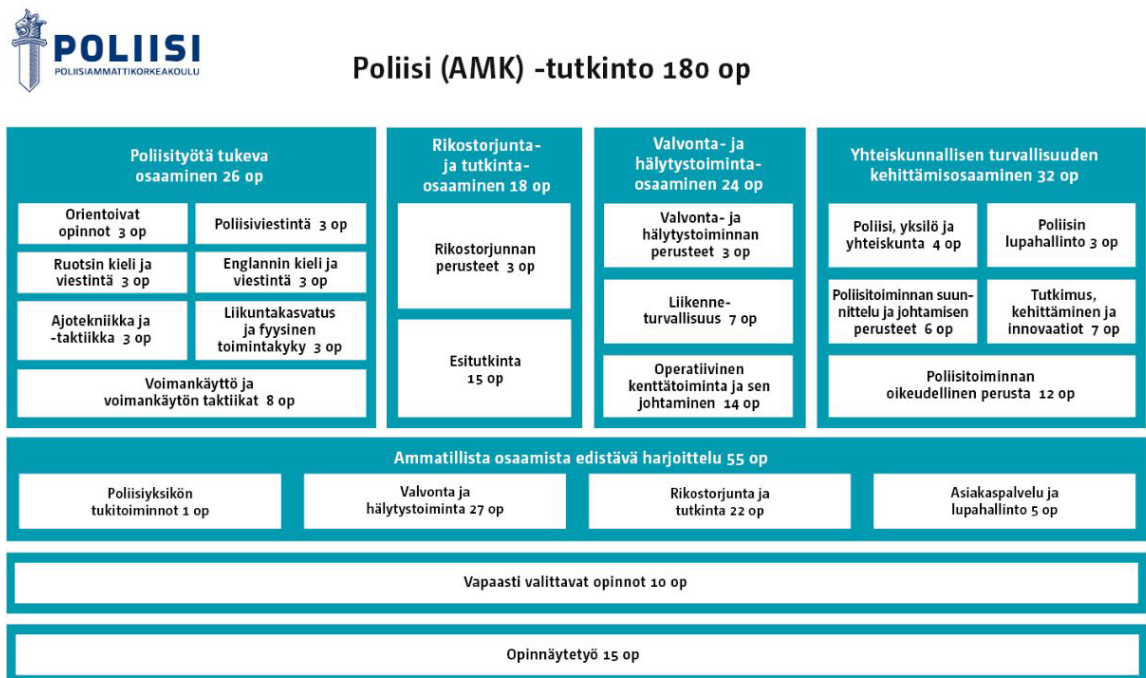 POLIISI
POLIISIAMMATTIKORKEAKOULU
Poliisi (AMK) -tutkinto 180 op
Poliisityötä tukeva
osaaminen 26 op
Orientoivat
opinnot 3 op
Poliisiviestintä 3 op
Ruotsin kieli ja
viestintä 3 op
Englannin kieli ja
viestintä 3 op
Ajotekniikka ja
-taktiikka 3 op
Liikuntakasvatus
ja fyysinen
toimintakyky 3 op
Voimankäyttö ja
voimankäytön taktiikat 8 op
Rikostorjunta-
ja tutkinta-
osaaminen 18 op
Rikostorjunnan
perusteet 3 op
Esitutkinta
15 op
Valvonta- ja
hälytystoiminta-
osaaminen 24 op
Valvonta- ja
hälytystoiminnan
perusteet 3 op
Liikenne-
turvallisuus 7 op
Operatiivinen
kenttätoiminta ja sen
johtaminen 14 op
Yhteiskunnallisen turvallisuuden
kehittämisosaaminen 32 op
Poliisi, yksilö ja
yhteiskunta 4 op
Poliisin
lupahallinto 3 op
Poliisitoiminnan suun-
nittelu ja johtamisen
perusteet 6 op
Tutkimus,
kehittäminen ja
innovaatiot 7 op
Poliisitoiminnan
oikeudellinen perusta 12 op
Ammatillista osaamista edistävä harjoittelu 55 op
Poliisiyksikön
tukitoiminnot 1 op
Valvonta ja
hälytystoiminta 27 op
Rikostorjunta ja
tutkinta 22 op
Asiakaspalvelu ja
lupahallinto 5 op
Vapaasti valittavat opinnot 10 op
Opinnäytetyö 15 op